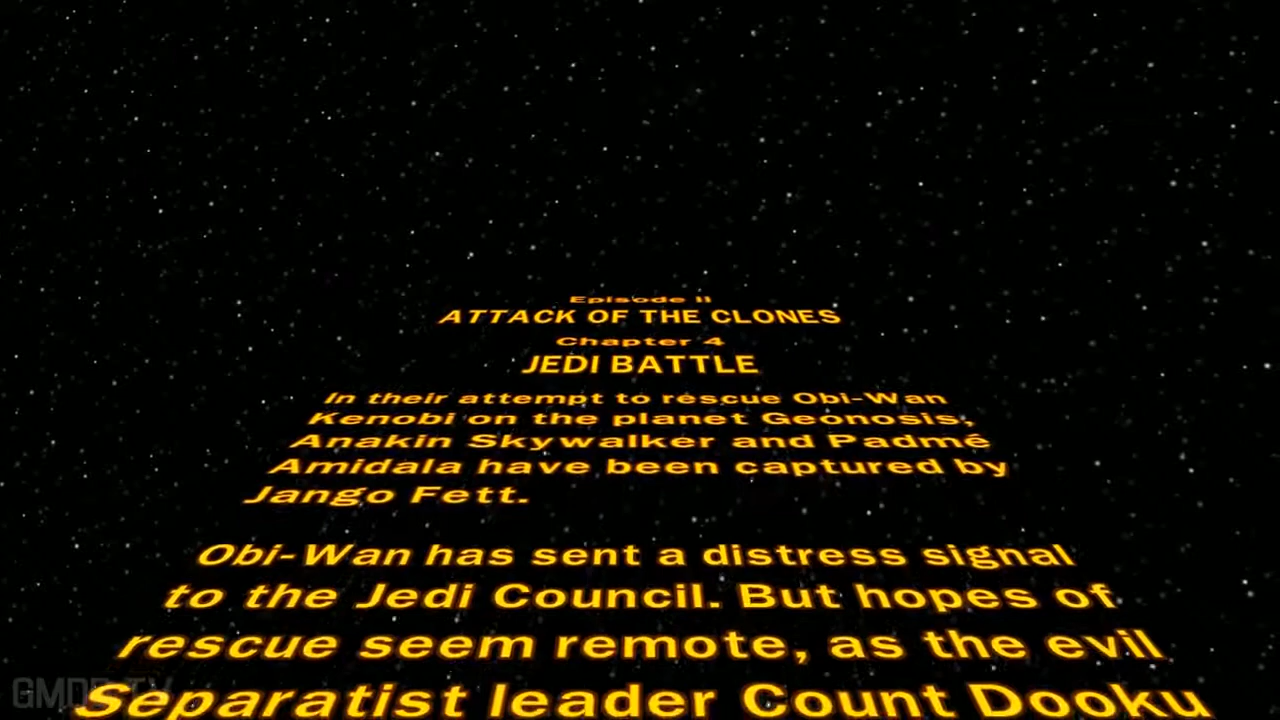 Episode II
ATTACK OF THE CLONES
Chapter 4
JEDI BATTLE
In their attempt to rescue Obi-Wan
Kenobi on the planet Geonosis,
Anakin Skywalker and Padmé
Amidala have been captured by
Jango Fett.
Obi-Wan has sent a distress signal
to the Jedi Council. But hopes of
rescue seem remote, as the evil
Separatist leader Count Dooku